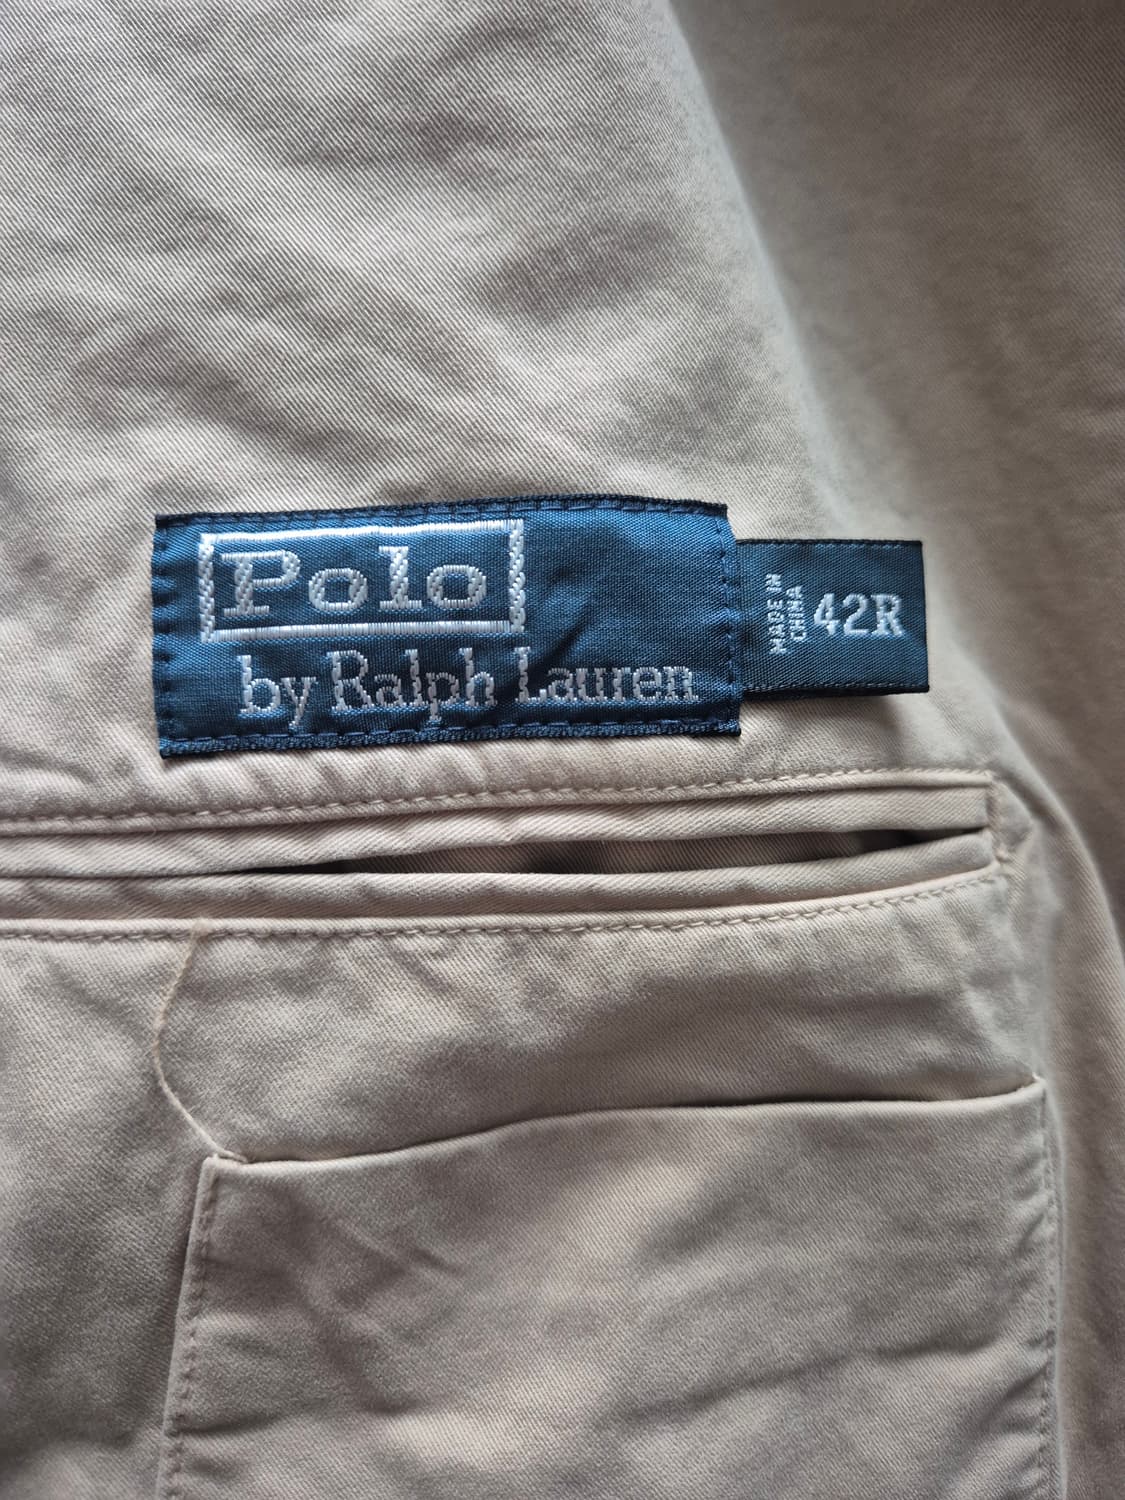 Polo
by Ralph Lauren
MADE IN
CHINA
42R